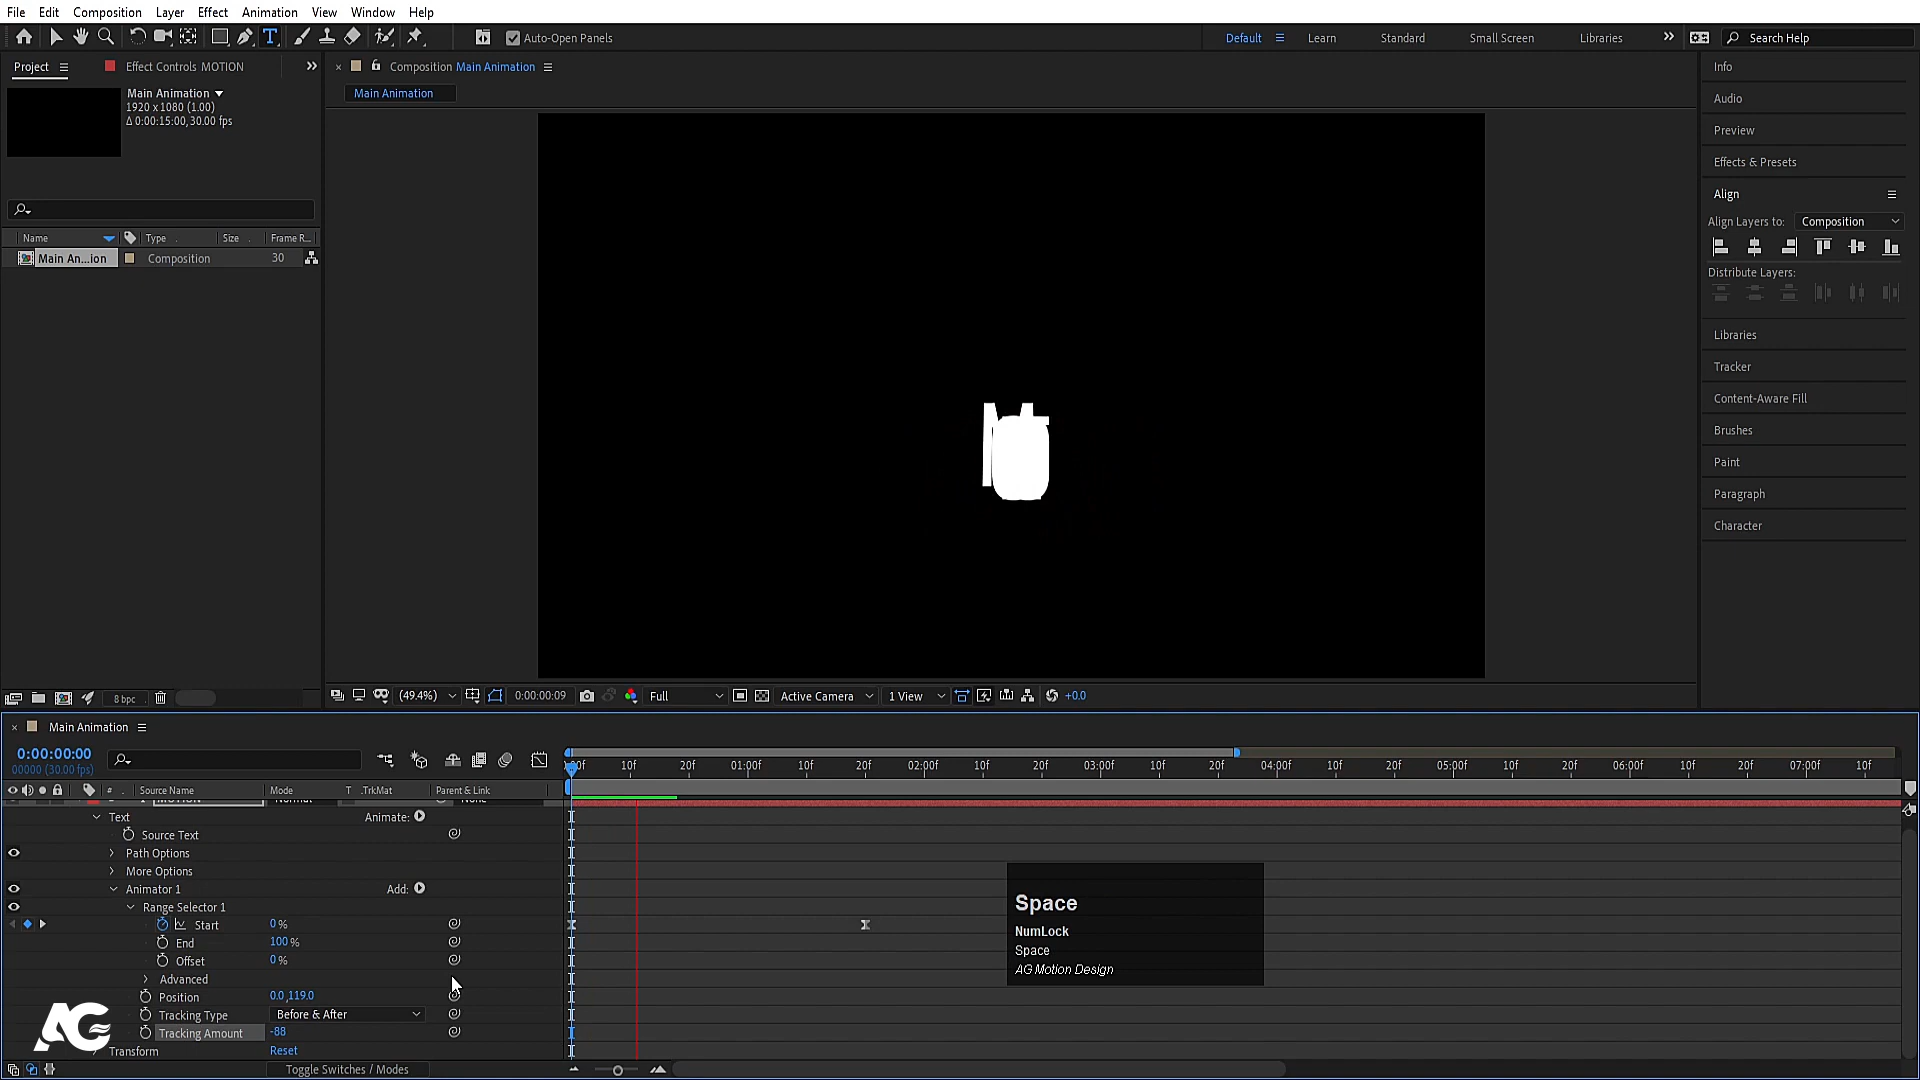 File Edit Composition Layer Effect Animation View Window Help
Auto-Open Panels
Default Learn Standard Small Screen Libraries Search Help
Project Effect Controls MOTION
Composition Main Animation
Main Animation
Main Animation
1920 x 1080 (1.00)
Δ 0:00:15:00, 30.00 fps
Name Type Size Frame R...
Main An...ion Composition 30
8 bpc
(49.4%) 0:00:00:09 Full Active Camera 1 View +0.0
Info
Audio
Preview
Effects & Presets
Align
Align Layers to: Composition
Distribute Layers:
Libraries
Tracker
Content-Aware Fill
Brushes
Paint
Paragraph
Character
Main Animation
0:00:00:00
00000 (30.00 fps)
10f 20f 01:00f 10f 20f 02:00f 10f 20f 03:00f 10f 20f 04:00f 10f 20f 05:00f 10f 20f 06:00f 10f 20f 07:00f 10f
# Source Name Mode T .TrkMat Parent & Link
Text Animate:
Source Text
Path Options
More Options
Animator 1 Add:
Range Selector 1
Start 0 %
End 100 %
Offset 0 %
Advanced
Position 0.0,119.0
Tracking Type Before & After
Tracking Amount -88
Transform Reset
Toggle Switches / Modes
Space
NumLock
Space
AG Motion Design
AG